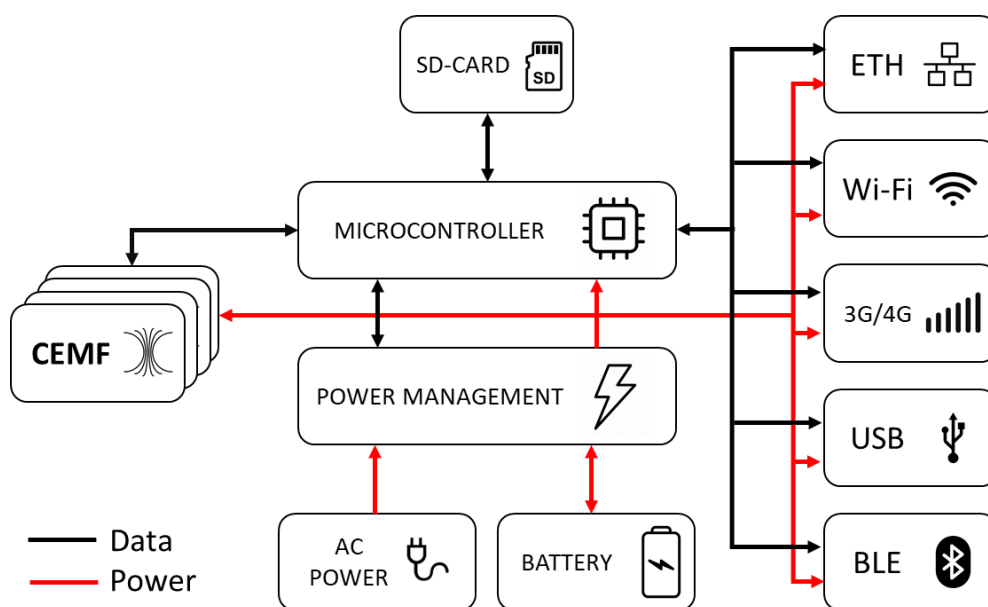 SD-CARD
SD
ETH
Wi-Fi
MICROCONTROLLER
3G/4G
CEMF
POWER MANAGEMENT
USB
AC
POWER
BATTERY
BLE
Data
Power